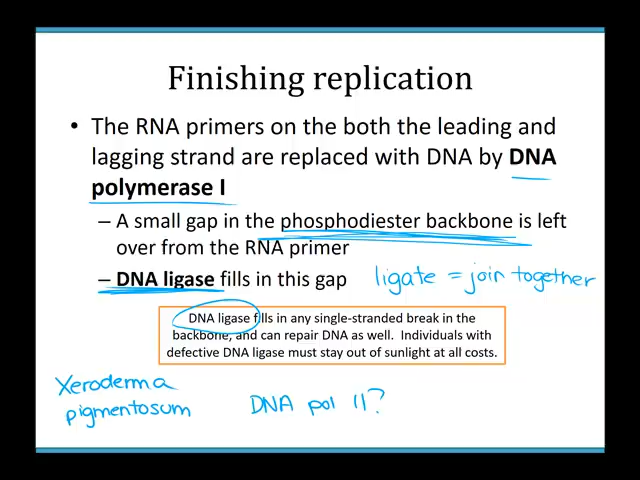 Finishing replication
• The RNA primers on the both the leading and
lagging strand are replaced with DNA by DNA
polymerase I
– A small gap in the phosphodiester backbone is left
over from the RNA primer
– DNA ligase fills in this gap
ligate = join together
DNA ligase fills in any single-stranded break in the
backbone, and can repair DNA as well. Individuals with
defective DNA ligase must stay out of sunlight at all costs.
Xeroderma
pigmentosum
DNA pol II?